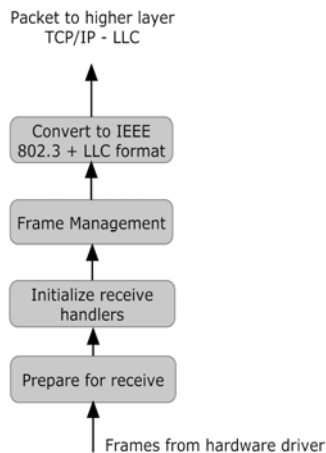 Packet to higher layer
TCP/IP - LLC
Convert to IEEE
802.3 + LLC format
Frame Management
Initialize receive
handlers
Prepare for receive
Frames from hardware driver